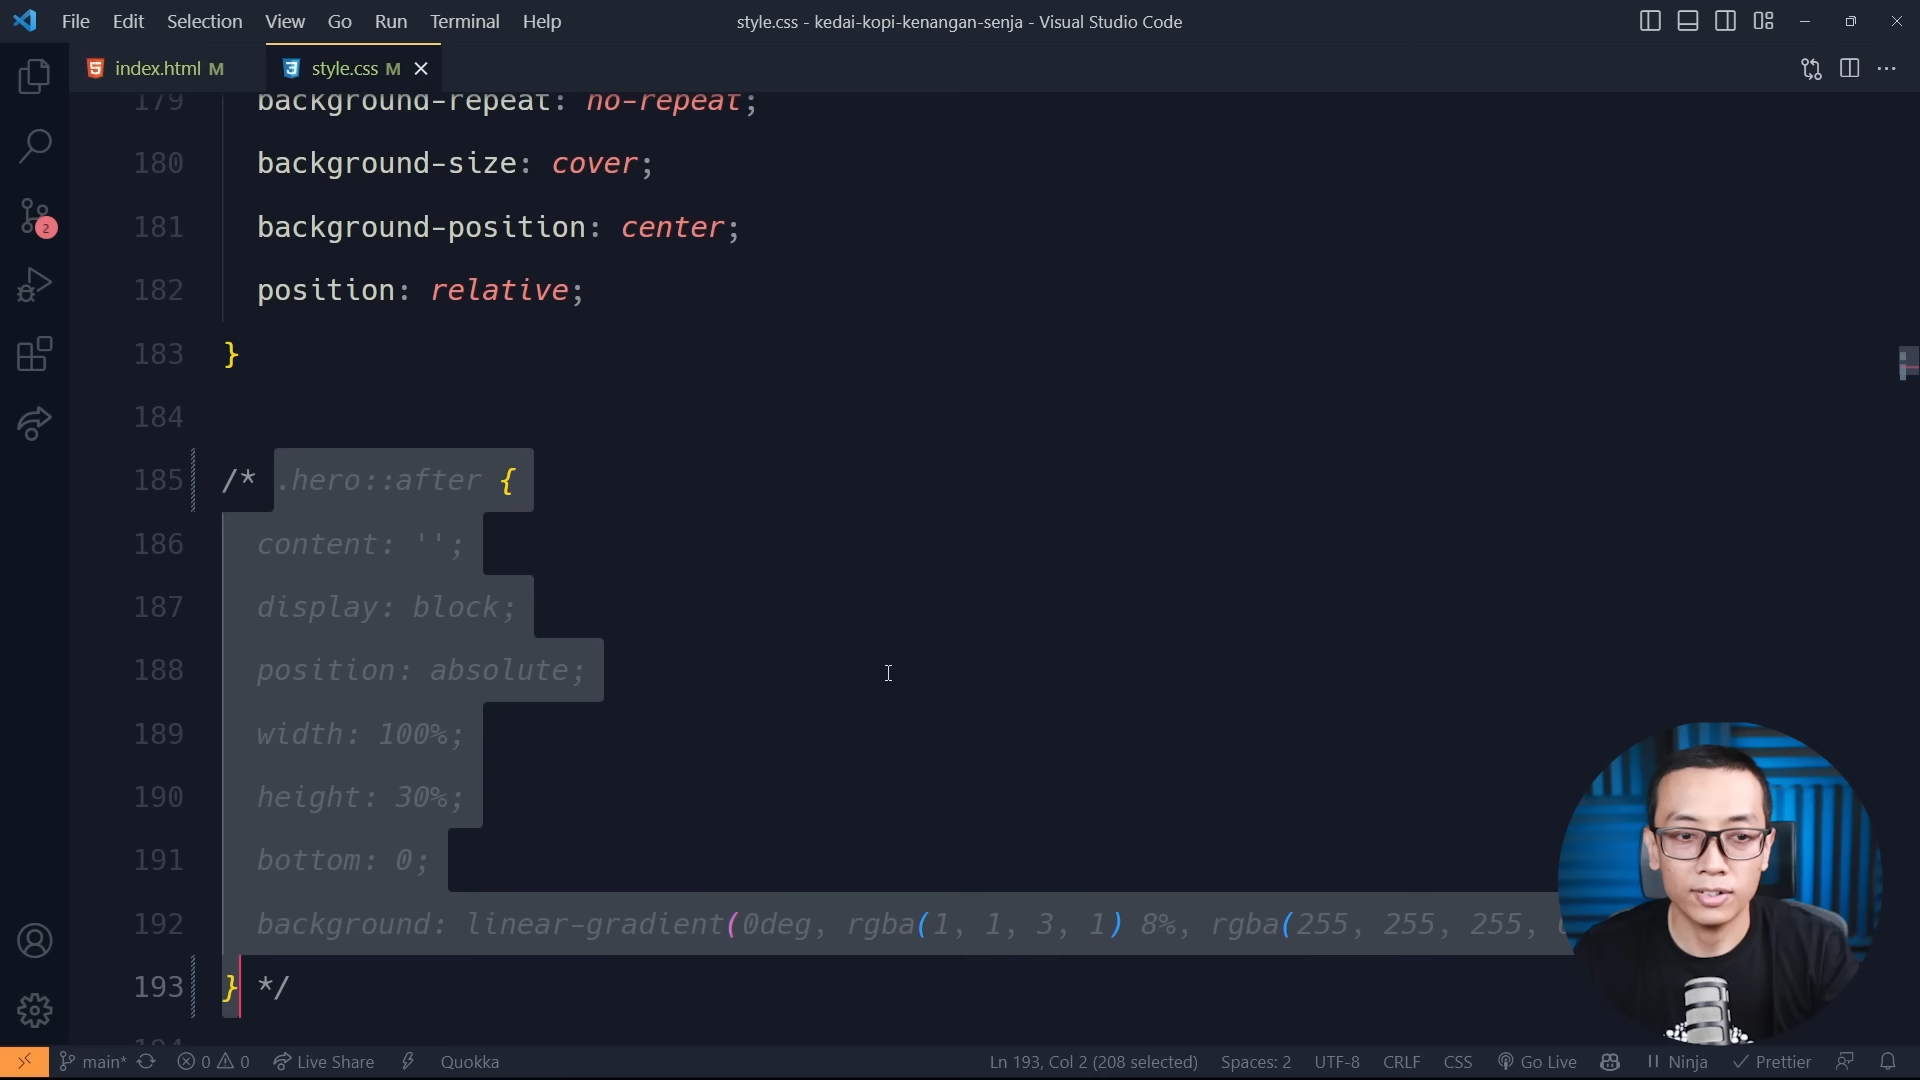 File Edit Selection View Go Run Terminal Help
style.css - kedai-kopi-kenangan-senja - Visual Studio Code
index.html M
style.css M
179 background-repeat: no-repeat;
180 background-size: cover;
181 background-position: center;
182 position: relative;
183 }
184
185 /* .hero::after {
186 content: '';
187 display: block;
188 position: absolute;
189 width: 100%;
190 height: 30%;
191 bottom: 0;
192 background: linear-gradient(0deg, rgba(1, 1, 3, 1) 8%, rgba(255, 255, 255,
193 } */
194
2
main* 0 0 Live Share Quokka Ln 193, Col 2 (208 selected) Spaces: 2 UTF-8 CRLF CSS Go Live Ninja Prettier